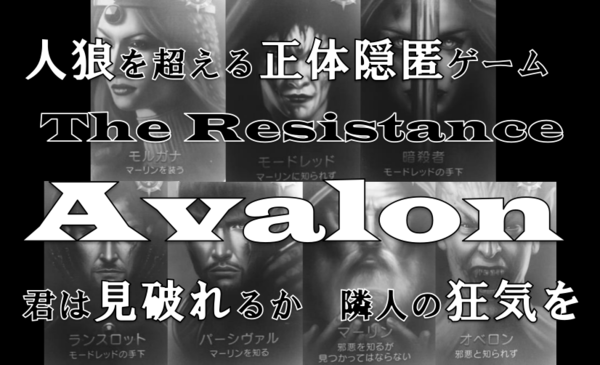 人狼を超える正体隠匿ゲーム
The Resistance
モルガナ
マーリンを装う
モードレッド
マーリンに知られず
暗殺者
モードレッドの手下
Avalon
君は見破れるか 隣人の狂気を
ランスロット
モードレッドの手下
パーシヴァル
マーリンを知る
マーリン
邪悪を知るが
見つかってはならない
オベロン
邪悪と知られず